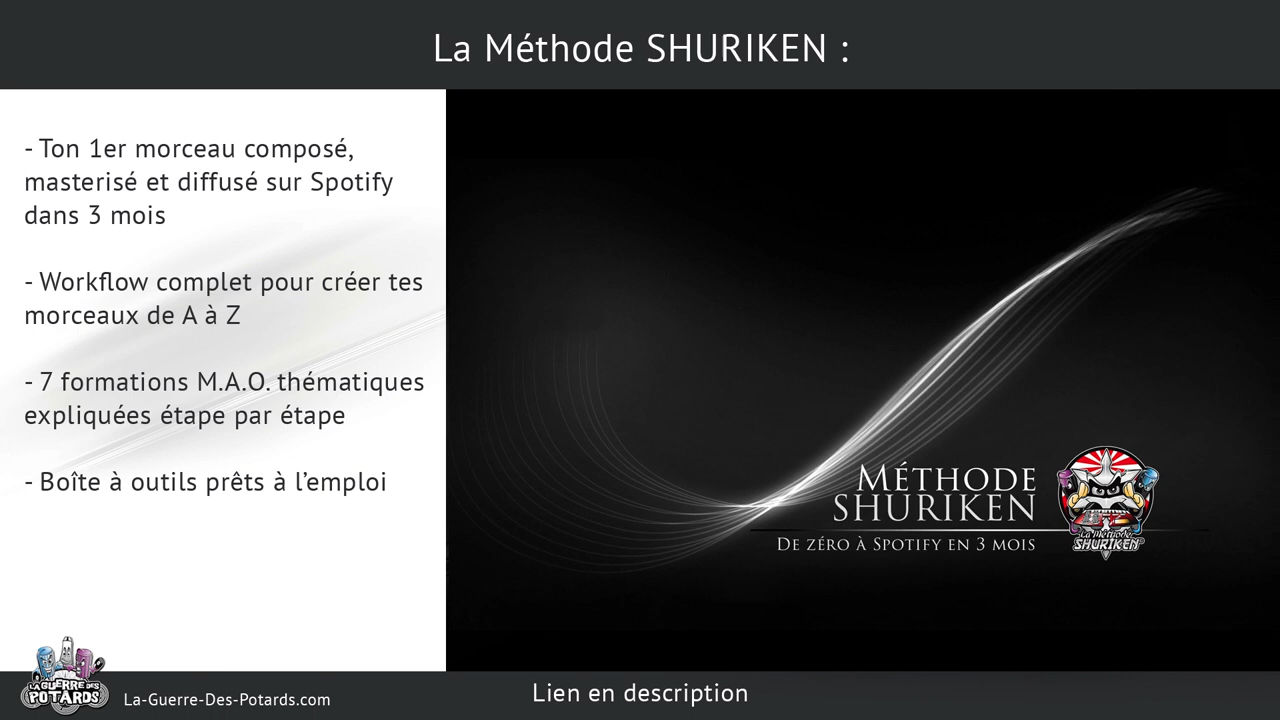 La Méthode SHURIKEN :
- Ton 1er morceau composé,
masterisé et diffusé sur Spotify
dans 3 mois
- Workflow complet pour créer tes
morceaux de A à Z
- 7 formations M.A.O. thématiques
expliquées étape par étape
- Boîte à outils prêts à l’emploi
MÉTHODE
SHURIKEN
DE ZÉRO À SPOTIFY EN 3 MOIS
La Méthode
SHURIKEN
LA GUERRE DES
POTARDS
La-Guerre-Des-Potards.com
Lien en description